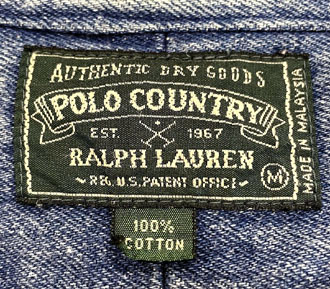 AUTHENTIC DRY GOODS
POLO COUNTRY
EST. 1967
RALPH LAUREN
~ REG. U.S. PATENT OFFICE ~
M
MADE IN MALAYSIA
100%
COTTON